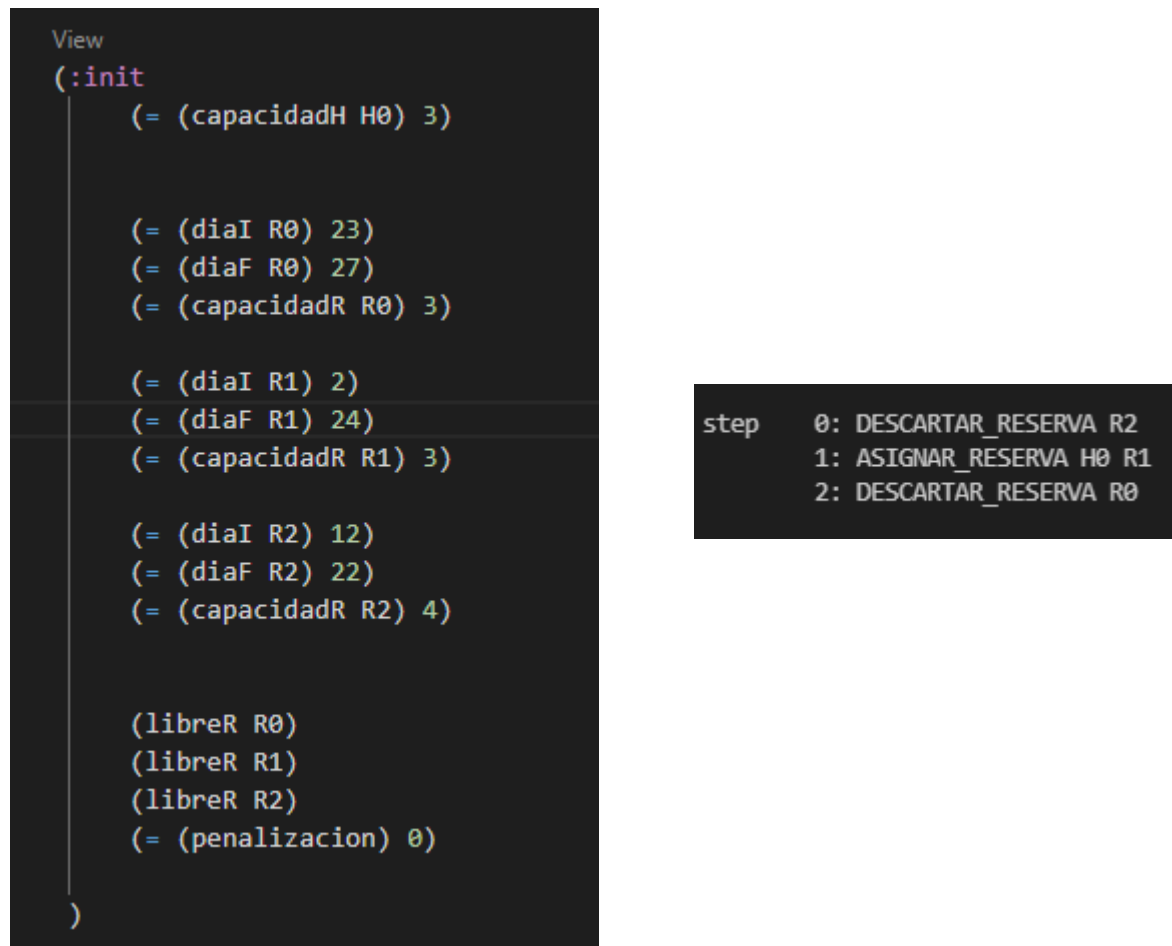 View
(:init
(= (capacidadH H0) 3)
(= (diaI R0) 23)
(= (diaF R0) 27)
(= (capacidadR R0) 3)
(= (diaI R1) 2)
(= (diaF R1) 24)
(= (capacidadR R1) 3)
(= (diaI R2) 12)
(= (diaF R2) 22)
(= (capacidadR R2) 4)
(libreR R0)
(libreR R1)
(libreR R2)
(= (penalizacion) 0)
)
step 0: DESCARTAR_RESERVA R2
1: ASIGNAR_RESERVA H0 R1
2: DESCARTAR_RESERVA R0